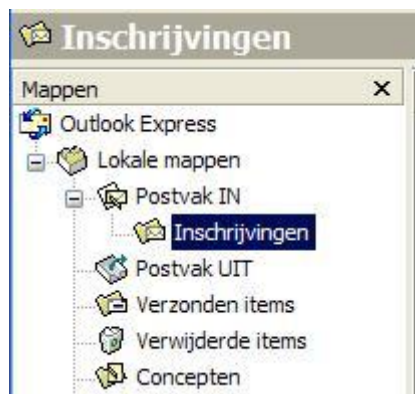 Inschrijvingen
Mappen
Outlook Express
Lokale mappen
Postvak IN
Inschrijvingen
Postvak UIT
Verzonden items
Verwijderde items
Concepten